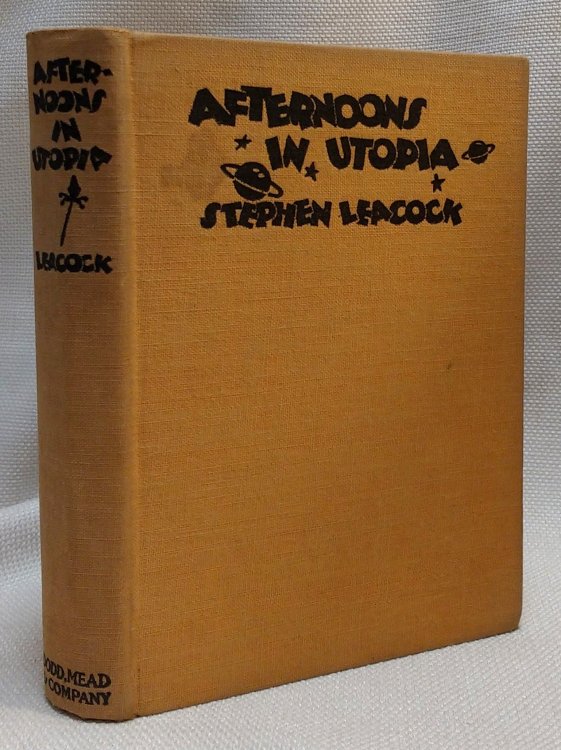 AFTER-
NOONS
IN
UTOPIA
LEACOCK
DODD, MEAD
& COMPANY
AFTERNOONS
IN UTOPIA
STEPHEN LEACOCK